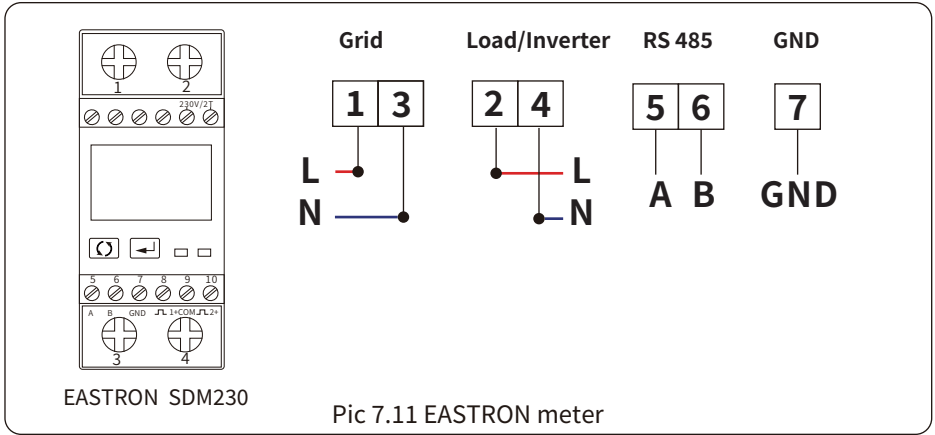 Grid Load/Inverter RS 485 GND
1 2
230V/2T
1 3 2 4 5 6 7
L L
A B GND
N N
5 6 7 8 9 10
A B GND 1+COM 2+
3 4
EASTRON SDM230
Pic 7.11 EASTRON meter